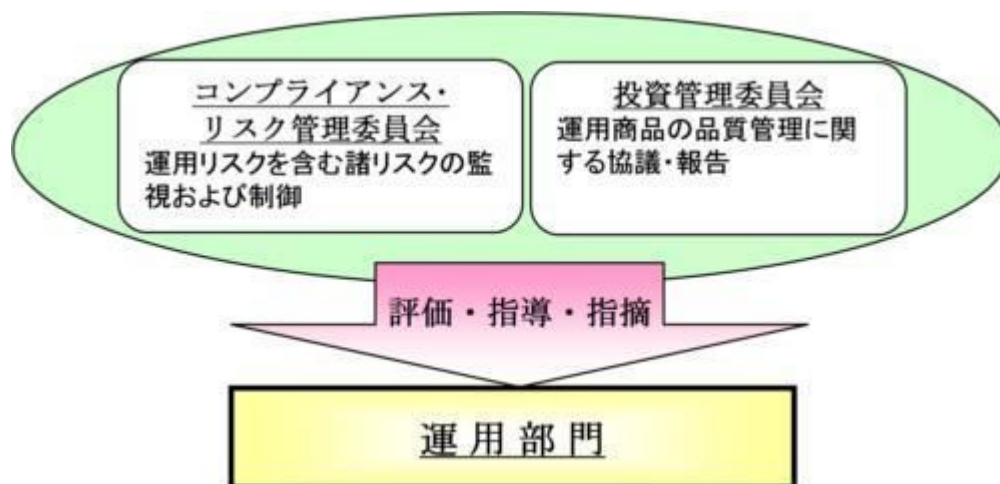 コンプライアンス・
リスク管理委員会
運用リスクを含む諸リスクの監
視および制御
投資管理委員会
運用商品の品質管理に関
する協議・報告
評価・指導・指摘
運用部門